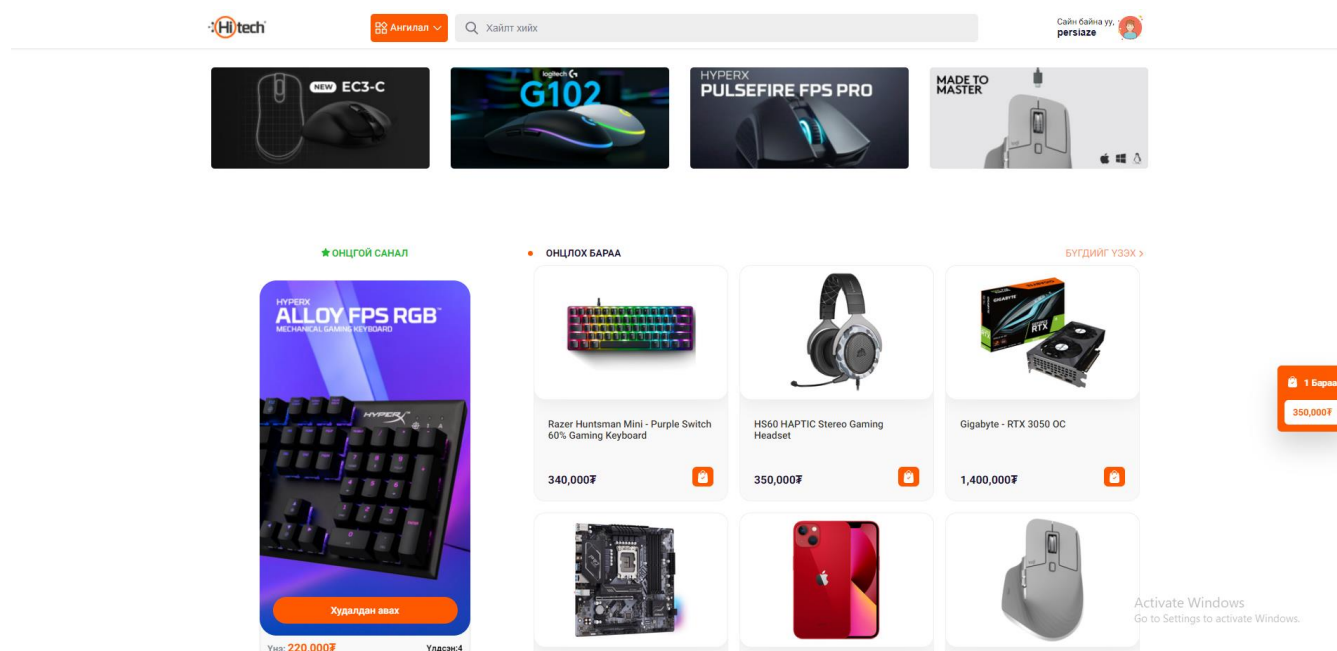 Hitech
Ангилал
Хайлт хийх
Сайн байна уу,
persiaze
NEW EC3-C
logitech G
G102
HYPERX
PULSEFIRE FPS PRO
MADE TO
MASTER
ОНЦГОЙ САНАЛ
ОНЦЛОХ БАРАА
БҮГДИЙГ ҮЗЭХ >
HYPERX
ALLOY FPS RGB
MECHANICAL GAMING KEYBOARD
HYPERX
Худалдан авах
Үнэ: 220,000₮
Үлдсэн:4
GIGABYTE
RTX
Razer Huntsman Mini - Purple Switch
60% Gaming Keyboard
340,000₮
HS60 HAPTIC Stereo Gaming
Headset
350,000₮
Gigabyte - RTX 3050 OC
1,400,000₮
1 Бараа
350,000₮
Activate Windows
Go to Settings to activate Windows.